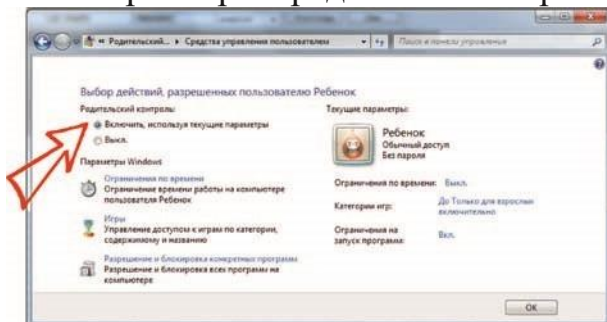 « Родительский... ▸ Средства управления пользователем
Поиск в панели управления
Выбор действий, разрешенных пользователю Ребенок
Родительский контроль:
Включить, используя текущие параметры
Выкл.
Параметры Windows
Ограничения по времени
Ограничение времени работы на компьютере
пользователя Ребенок
Игры
Управление доступом к играм по категории,
содержимому и названию
Разрешение и блокировка конкретных программ
Разрешение и блокировка всех программ на
компьютере
Текущие параметры:
Ребенок
Обычный доступ
Без пароля
Ограничения по времени: Выкл.
Категории игр: До Только для взрослых
включительно
Ограничения на
запуск программ: Вкл.
OK